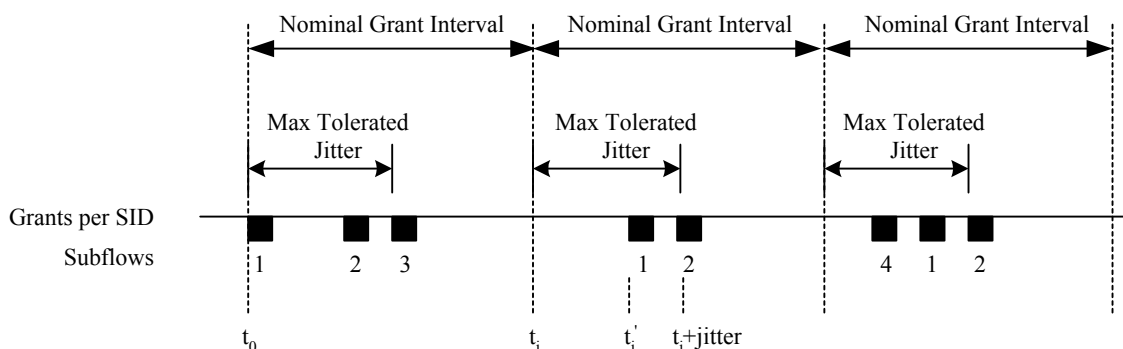 Nominal Grant Interval
Nominal Grant Interval
Nominal Grant Interval
Max Tolerated
Jitter
Max Tolerated
Jitter
Max Tolerated
Jitter
Grants per SID
Subflows
1 2 3 1 2 4 1 2
t₀ tᵢ tᵢ' tᵢ+jitter